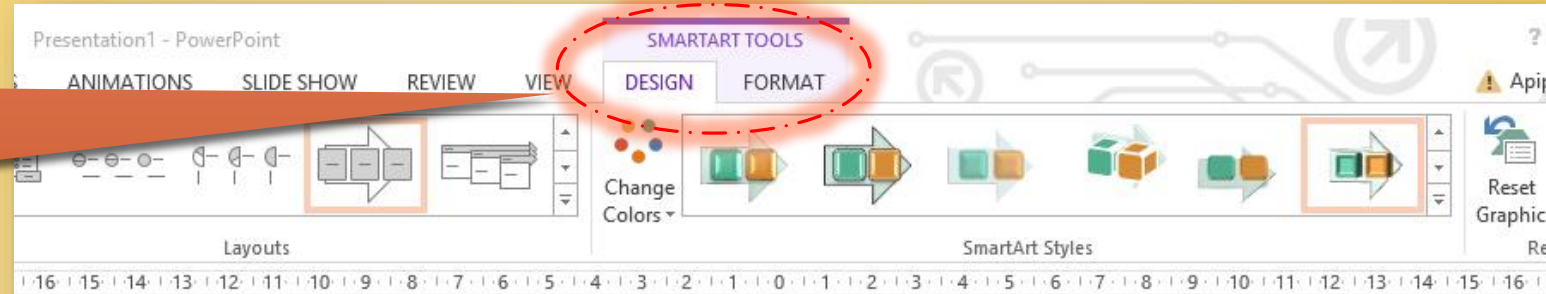 Presentation1 - PowerPoint
SMARTART TOOLS
?
S ANIMATIONS SLIDE SHOW REVIEW VIEW DESIGN FORMAT
Apip
Change
Colors
Reset
Graphic
Layouts
SmartArt Styles
Re
16 15 14 13 12 11 10 9 8 7 6 5 4 3 2 1 0 1 2 3 4 5 6 7 8 9 10 11 12 13 14 15 16